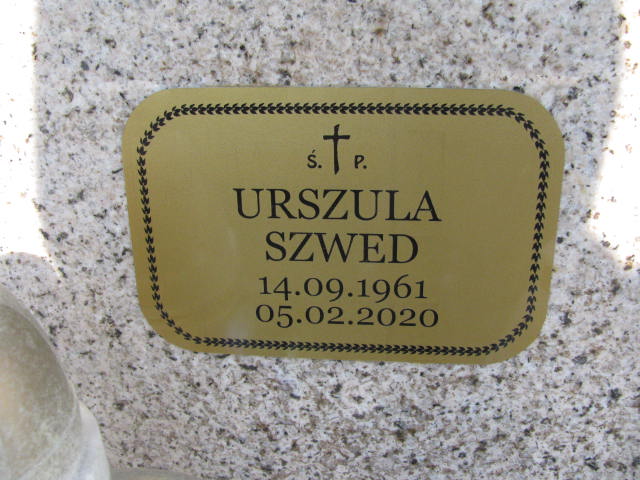 Ś. P.
URSZULA
SZWED
14.09.1961
05.02.2020